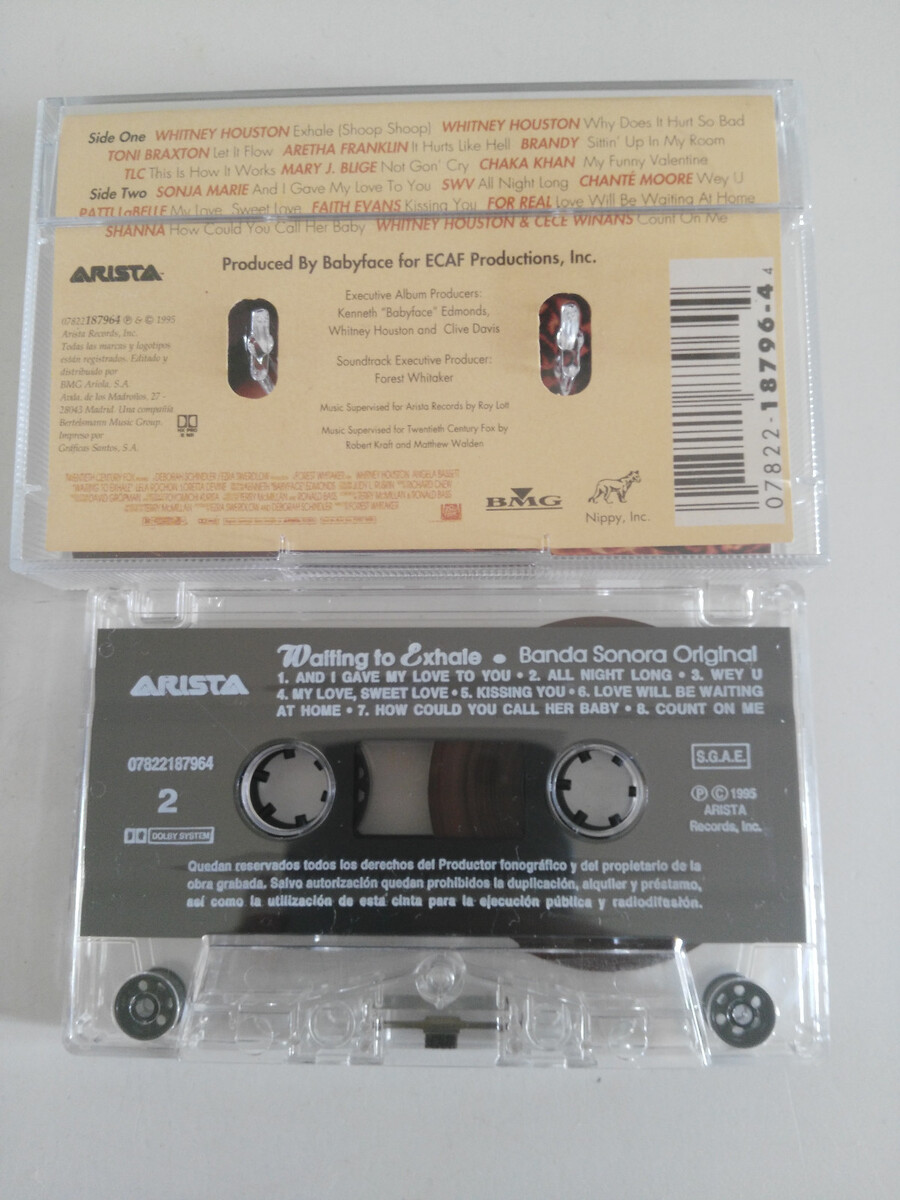 Side One WHITNEY HOUSTON Exhale (Shoop Shoop) WHITNEY HOUSTON Why Does It Hurt So Bad
TONI BRAXTON Let It Flow ARETHA FRANKLIN It Hurts Like Hell BRANDY Sittin' Up In My Room
TLC This Is How It Works MARY J. BLIGE Not Gon' Cry CHAKA KHAN My Funny Valentine
Side Two SONJA MARIE And I Gave My Love To You SWV All Night Long CHANTÉ MOORE Wey U
PATTI LaBELLE My Love, Sweet Love FAITH EVANS Kissing You FOR REAL Love Will Be Waiting At Home
SHANNA How Could You Call Her Baby WHITNEY HOUSTON & CECE WINANS Count On Me
ARISTA
Produced By Babyface for ECAF Productions, Inc.
Executive Album Producers:
Kenneth "Babyface" Edmonds,
Whitney Houston and Clive Davis
Soundtrack Executive Producer:
Forest Whitaker
Music Supervised for Arista Records by Roy Lott
Music Supervised for Twentieth Century Fox by
Robert Kraft and Matthew Walden
07822187964 ℗ & © 1995
Arista Records, Inc.
Todas las marcas y logotipos
están registrados. Editado y
distribuido por
BMG Ariola, S.A.
Avda. de los Madroños, 27 -
28043 Madrid. Una compañía
Bertelsmann Music Group.
Impreso por
Gráficas Santos, S.A.
BMG
Nippy, Inc.
07822-18796-4 4
Waiting to Exhale • Banda Sonora Original
1. AND I GAVE MY LOVE TO YOU • 2. ALL NIGHT LONG • 3. WEY U
4. MY LOVE, SWEET LOVE • 5. KISSING YOU • 6. LOVE WILL BE WAITING
AT HOME • 7. HOW COULD YOU CALL HER BABY • 8. COUNT ON ME
ARISTA
07822187964
2
DOLBY SYSTEM
S.G.A.E.
℗ © 1995
ARISTA
Records, Inc.
Quedan reservados todos los derechos del Productor fonográfico y del propietario de la
obra grabada. Salvo autorización quedan prohibidos la duplicación, alquiler y préstamo,
así como la utilización de esta cinta para la ejecución pública y radiodifusión.